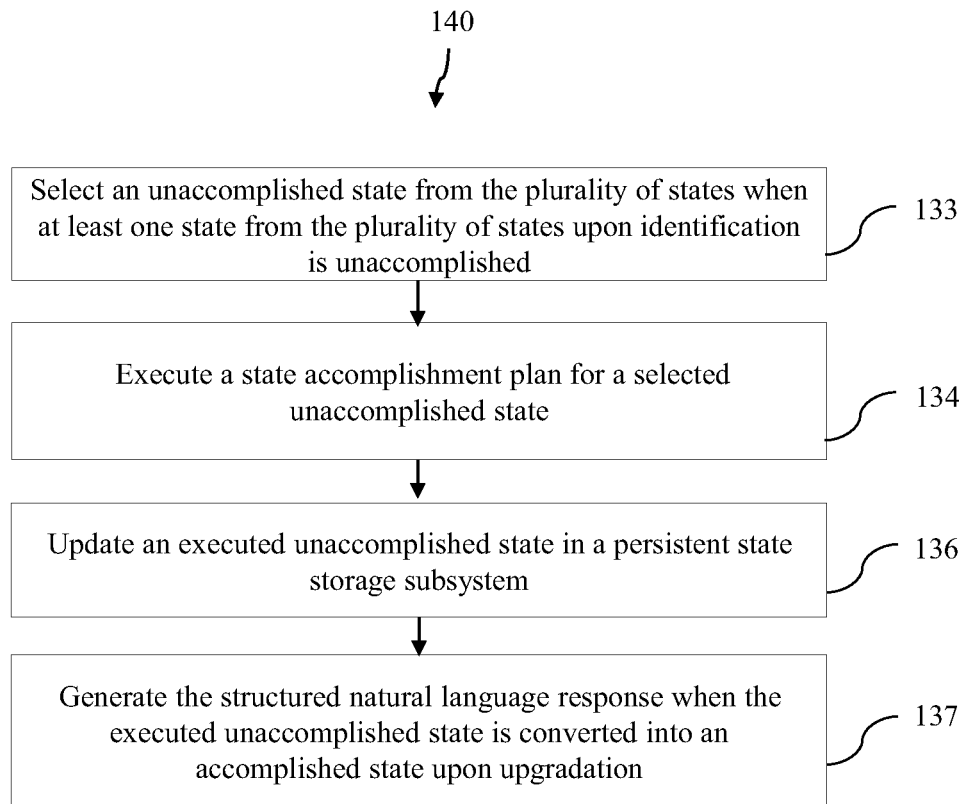 140
Select an unaccomplished state from the plurality of states when
at least one state from the plurality of states upon identification
is unaccomplished
133
Execute a state accomplishment plan for a selected
unaccomplished state
134
Update an executed unaccomplished state in a persistent state
storage subsystem
136
Generate the structured natural language response when the
executed unaccomplished state is converted into an
accomplished state upon upgradation
137